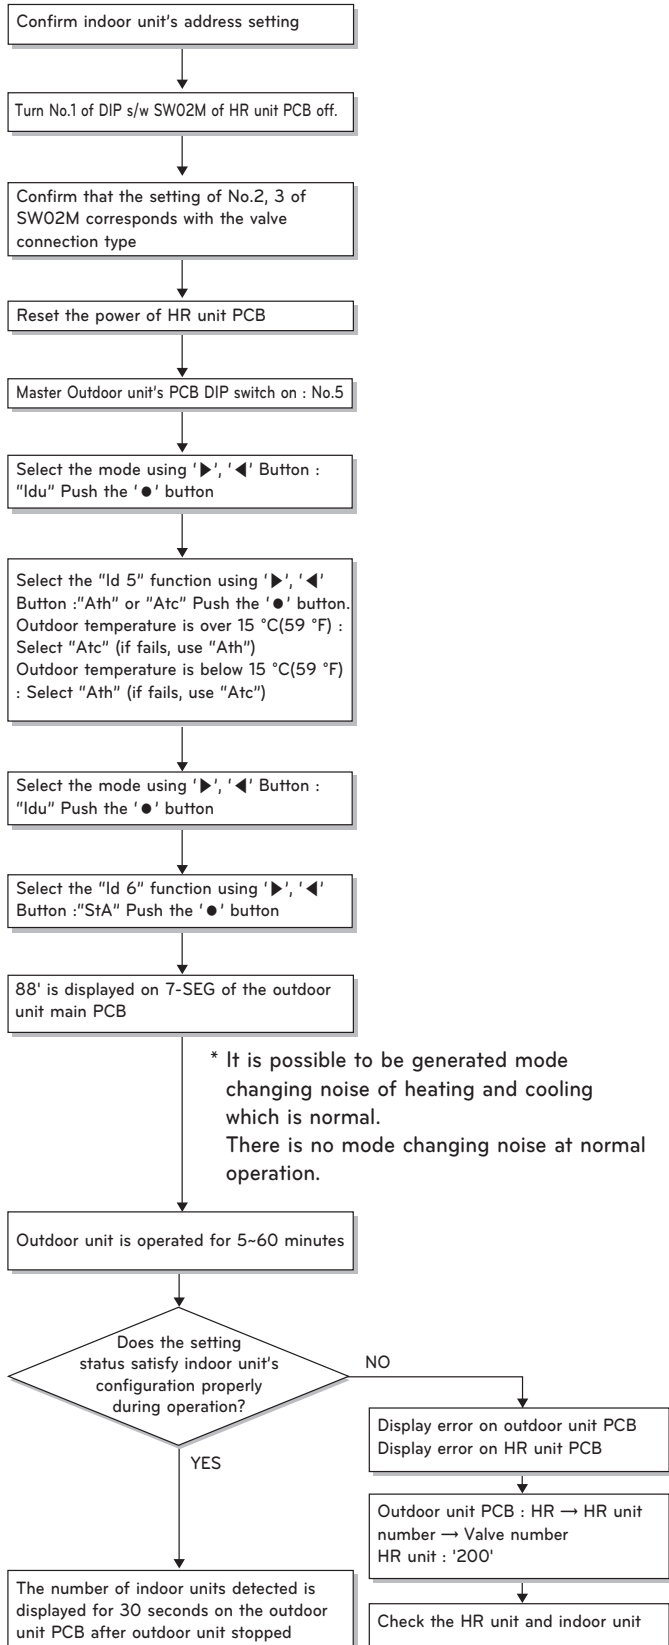 Confirm indoor unit's address setting
Turn No.1 of DIP s/w SW02M of HR unit PCB off.
Confirm that the setting of No.2, 3 of
SW02M corresponds with the valve
connection type
Reset the power of HR unit PCB
Master Outdoor unit's PCB DIP switch on : No.5
Select the mode using '▶', '◀' Button :
"Idu" Push the '●' button
Select the "Id 5" function using '▶', '◀'
Button :"Ath" or "Atc" Push the '●' button.
Outdoor temperature is over 15 °C(59 °F) :
Select "Atc" (if fails, use "Ath")
Outdoor temperature is below 15 °C(59 °F)
: Select "Ath" (if fails, use "Atc")
Select the mode using '▶', '◀' Button :
"Idu" Push the '●' button
Select the "Id 6" function using '▶', '◀'
Button :"StA" Push the '●' button
88' is displayed on 7-SEG of the outdoor
unit main PCB
* It is possible to be generated mode
changing noise of heating and cooling
which is normal.
There is no mode changing noise at normal
operation.
Outdoor unit is operated for 5~60 minutes
Does the setting
status satisfy indoor unit's
configuration properly
during operation?
NO
YES
Display error on outdoor unit PCB
Display error on HR unit PCB
Outdoor unit PCB : HR → HR unit
number → Valve number
HR unit : '200'
Check the HR unit and indoor unit
The number of indoor units detected is
displayed for 30 seconds on the outdoor
unit PCB after outdoor unit stopped